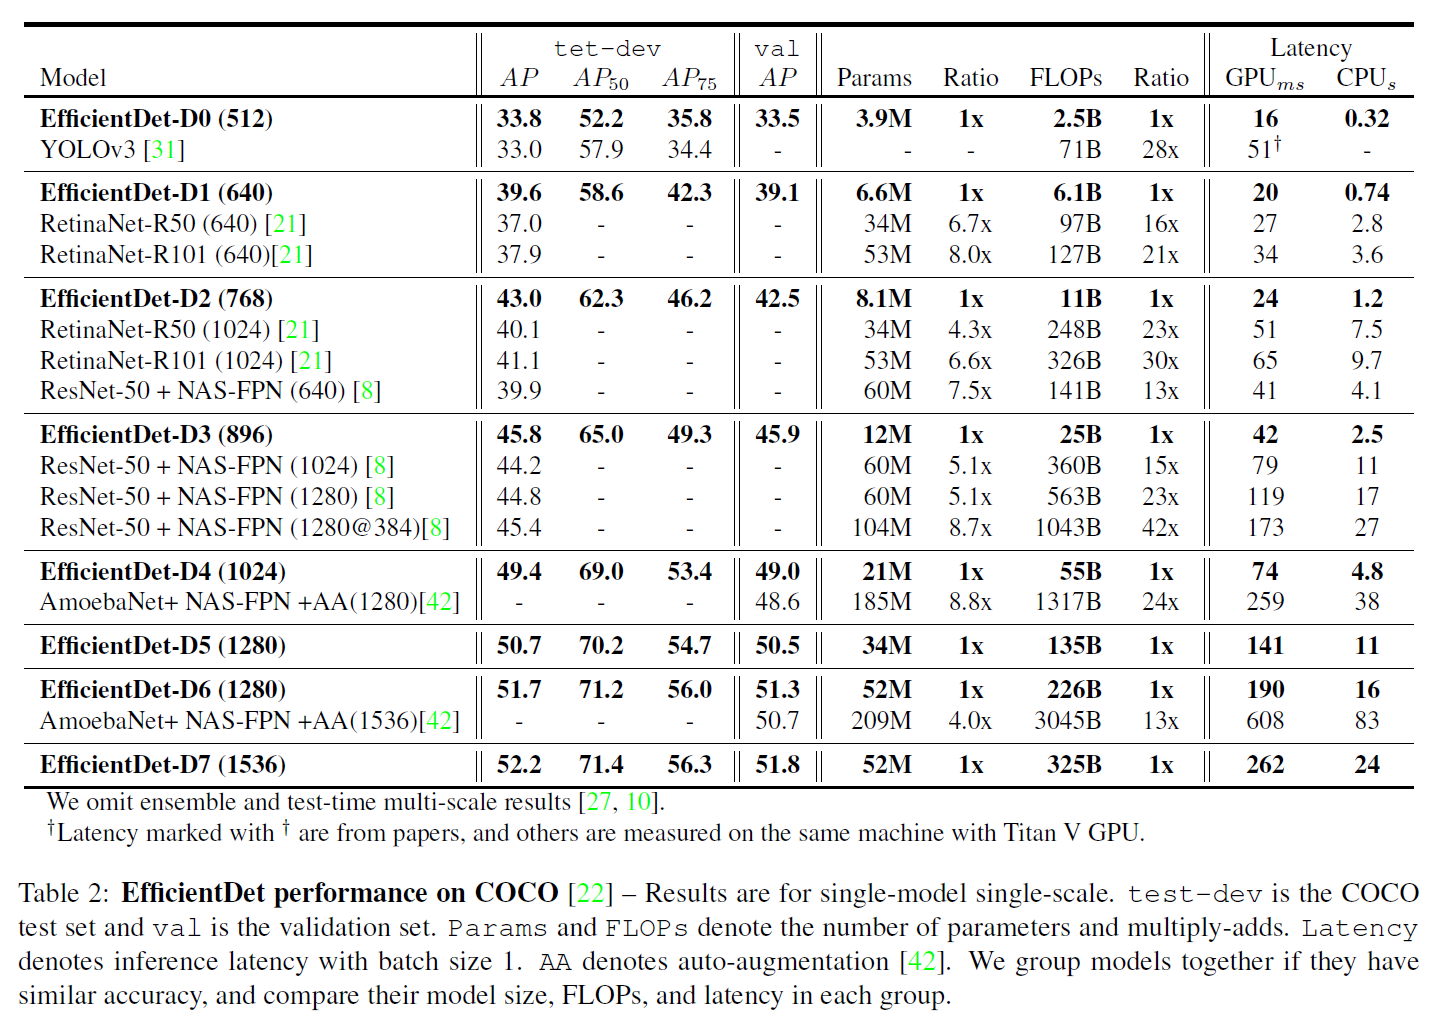 tet-dev val Latency
Model AP AP50 AP75 AP Params Ratio FLOPs Ratio GPUms CPUs
EfficientDet-D0 (512) 33.8 52.2 35.8 33.5 3.9M 1x 2.5B 1x 16 0.32
YOLOv3 [31] 33.0 57.9 34.4 - - - 71B 28x 51† -
EfficientDet-D1 (640) 39.6 58.6 42.3 39.1 6.6M 1x 6.1B 1x 20 0.74
RetinaNet-R50 (640) [21] 37.0 - - - 34M 6.7x 97B 16x 27 2.8
RetinaNet-R101 (640)[21] 37.9 - - - 53M 8.0x 127B 21x 34 3.6
EfficientDet-D2 (768) 43.0 62.3 46.2 42.5 8.1M 1x 11B 1x 24 1.2
RetinaNet-R50 (1024) [21] 40.1 - - - 34M 4.3x 248B 23x 51 7.5
RetinaNet-R101 (1024) [21] 41.1 - - - 53M 6.6x 326B 30x 65 9.7
ResNet-50 + NAS-FPN (640) [8] 39.9 - - - 60M 7.5x 141B 13x 41 4.1
EfficientDet-D3 (896) 45.8 65.0 49.3 45.9 12M 1x 25B 1x 42 2.5
ResNet-50 + NAS-FPN (1024) [8] 44.2 - - - 60M 5.1x 360B 15x 79 11
ResNet-50 + NAS-FPN (1280) [8] 44.8 - - - 60M 5.1x 563B 23x 119 17
ResNet-50 + NAS-FPN (1280@384)[8] 45.4 - - - 104M 8.7x 1043B 42x 173 27
EfficientDet-D4 (1024) 49.4 69.0 53.4 49.0 21M 1x 55B 1x 74 4.8
AmoebaNet+ NAS-FPN +AA(1280)[42] - - - 48.6 185M 8.8x 1317B 24x 259 38
EfficientDet-D5 (1280) 50.7 70.2 54.7 50.5 34M 1x 135B 1x 141 11
EfficientDet-D6 (1280) 51.7 71.2 56.0 51.3 52M 1x 226B 1x 190 16
AmoebaNet+ NAS-FPN +AA(1536)[42] - - - 50.7 209M 4.0x 3045B 13x 608 83
EfficientDet-D7 (1536) 52.2 71.4 56.3 51.8 52M 1x 325B 1x 262 24
We omit ensemble and test-time multi-scale results [27, 10].
†Latency marked with † are from papers, and others are measured on the same machine with Titan V GPU.
Table 2: EfficientDet performance on COCO [22] – Results are for single-model single-scale. test-dev is the COCO
test set and val is the validation set. Params and FLOPs denote the number of parameters and multiply-adds. Latency
denotes inference latency with batch size 1. AA denotes auto-augmentation [42]. We group models together if they have
similar accuracy, and compare their model size, FLOPs, and latency in each group.